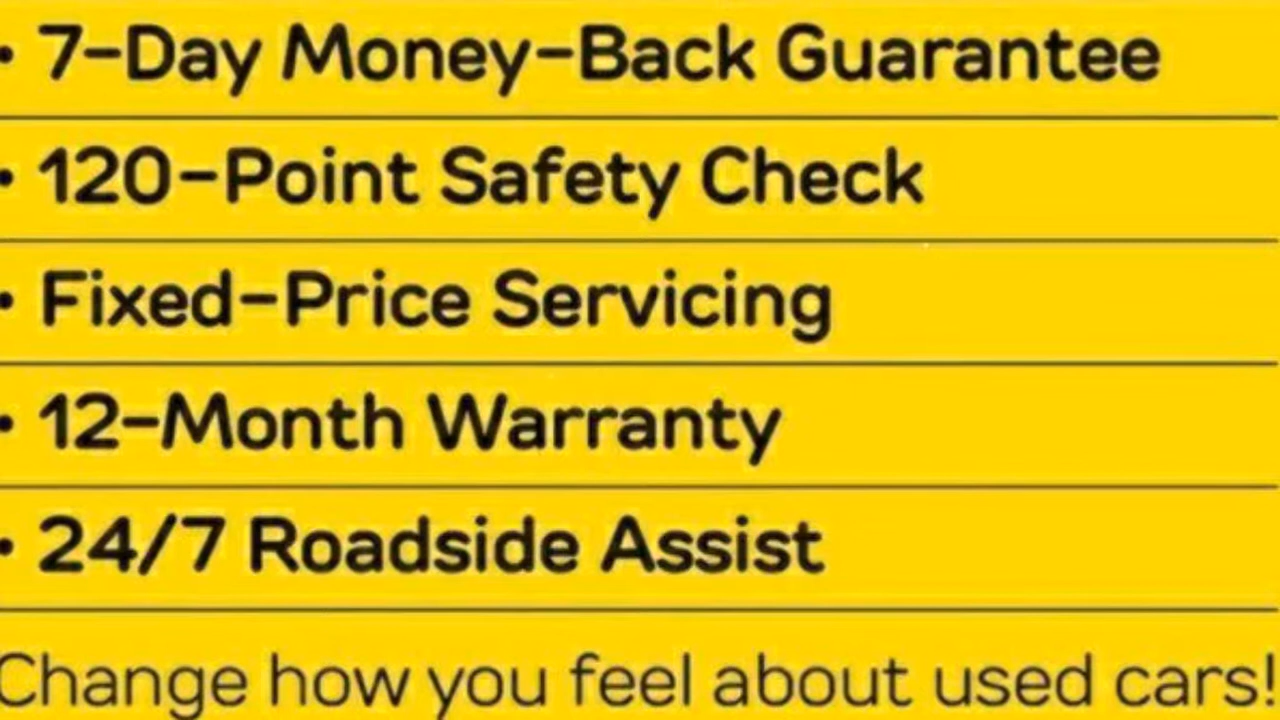 • 7-Day Money-Back Guarantee
• 120-Point Safety Check
• Fixed-Price Servicing
• 12-Month Warranty
• 24/7 Roadside Assist
Change how you feel about used cars!